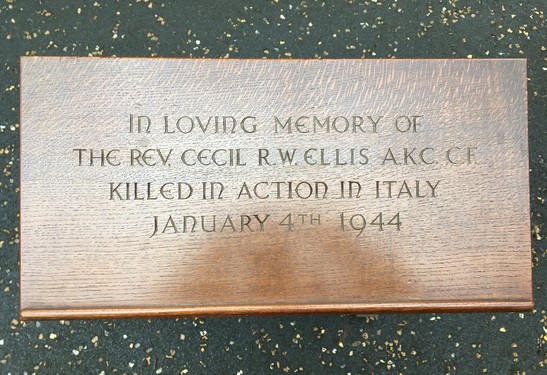 IN LOVING MEMORY OF
THE REV. CECIL R.W. ELLIS A.K.C. C.F.
KILLED IN ACTION IN ITALY
JANUARY 4TH 1944